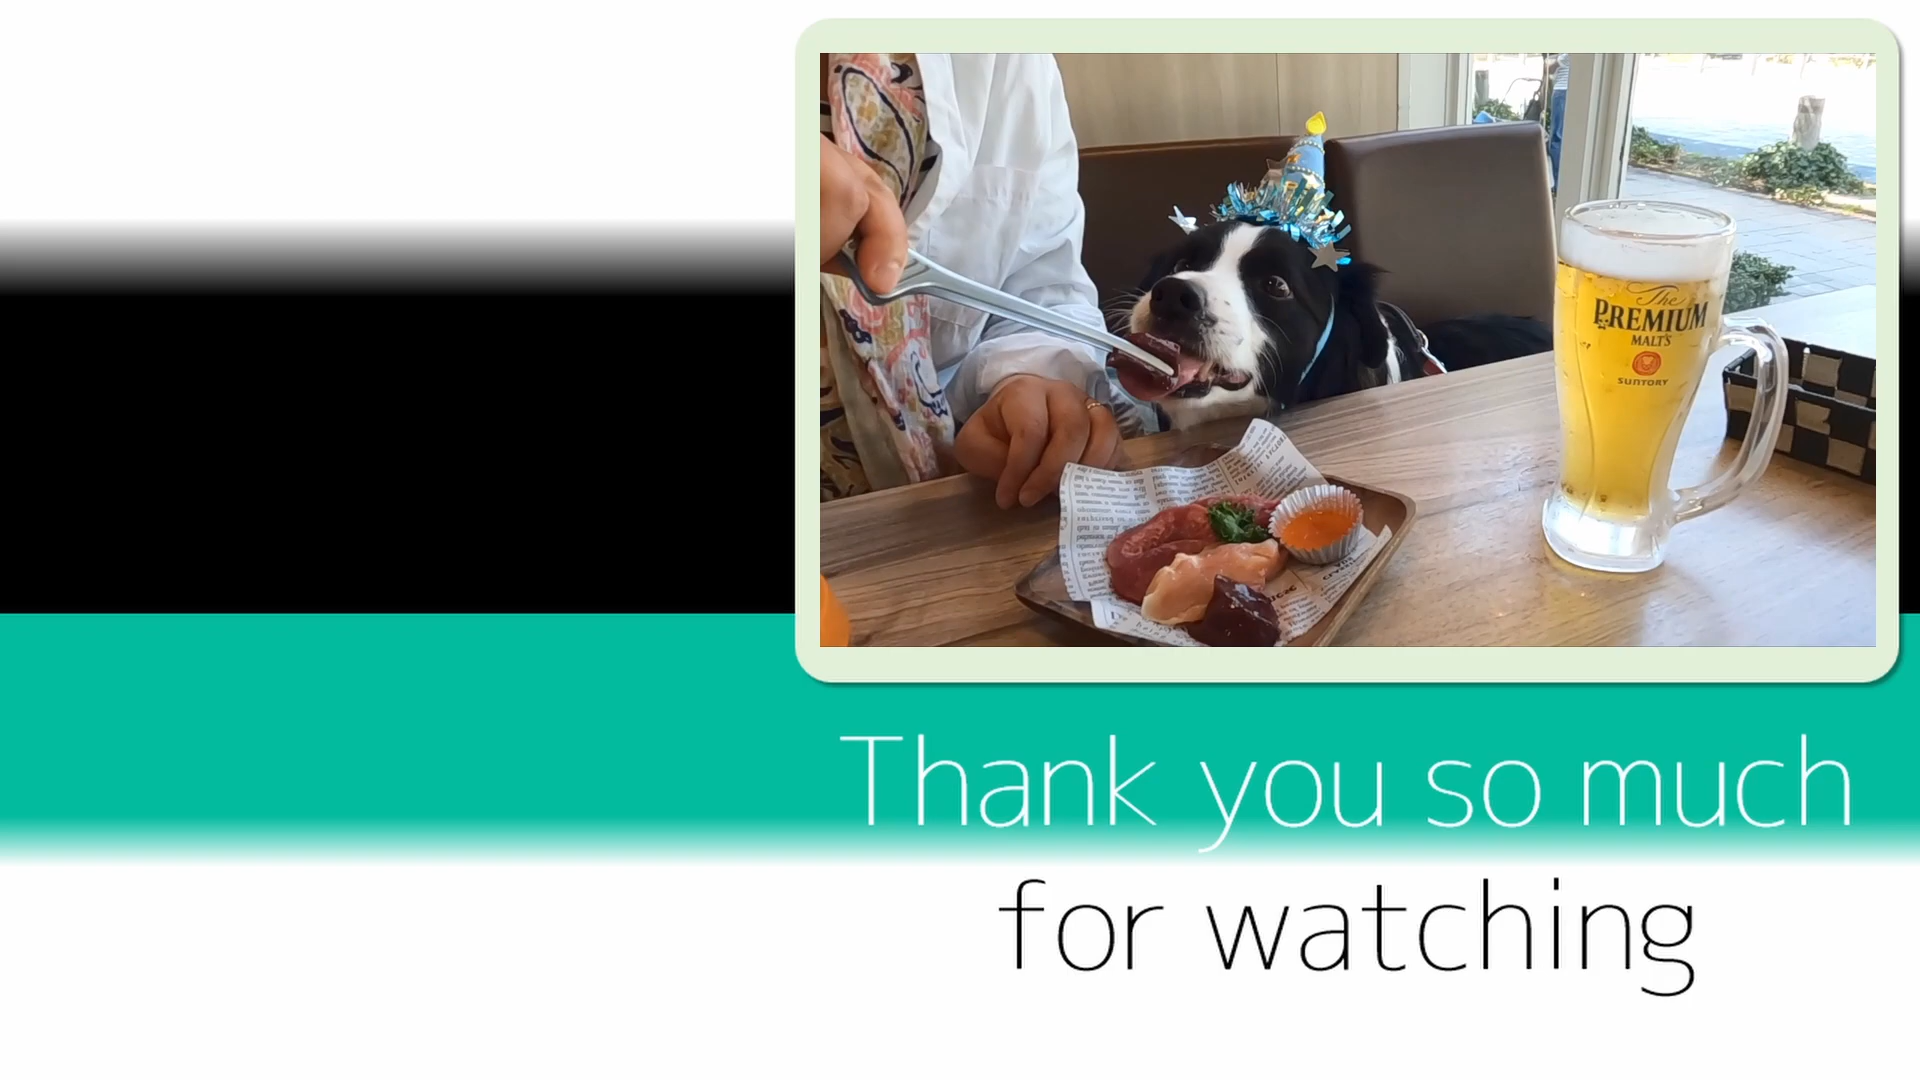 The
PREMIUM
MALT'S
SUNTORY
Thank you so much
for watching